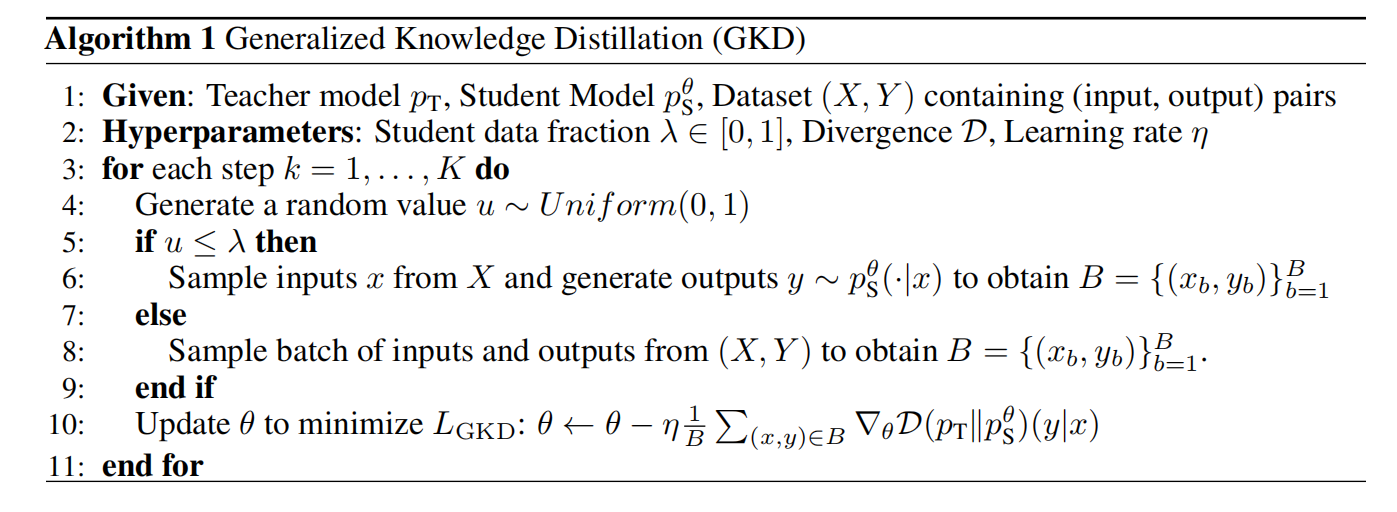 Algorithm 1 Generalized Knowledge Distillation (GKD)
1: Given: Teacher model $p_{\text{T}}$, Student Model $p_{\text{S}}^{\theta}$, Dataset $(X, Y)$ containing (input, output) pairs
2: Hyperparameters: Student data fraction $\lambda \in [0, 1]$, Divergence $\mathcal{D}$, Learning rate $\eta$
3: for each step $k = 1, \ldots, K$ do
4: Generate a random value $u \sim Uniform(0, 1)$
5: if $u \leq \lambda$ then
6: Sample inputs $x$ from $X$ and generate outputs $y \sim p_{\text{S}}^{\theta}(\cdot|x)$ to obtain $B = \{(x_b, y_b)\}_{b=1}^{B}$
7: else
8: Sample batch of inputs and outputs from $(X, Y)$ to obtain $B = \{(x_b, y_b)\}_{b=1}^{B}$.
9: end if
10: Update $\theta$ to minimize $L_{\text{GKD}}$: $\theta \leftarrow \theta - \eta \frac{1}{B} \sum_{(x,y) \in B} \nabla_{\theta} \mathcal{D}(p_{\text{T}} \| p_{\text{S}}^{\theta})(y|x)$
11: end for